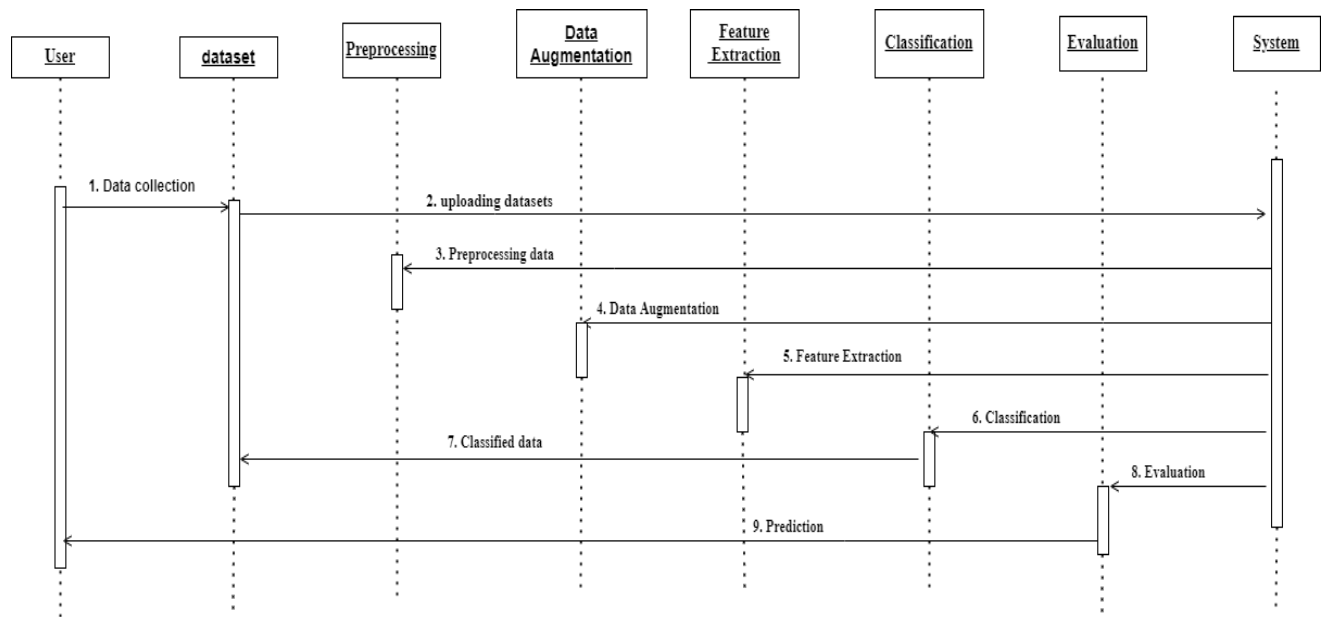 User
dataset
Preprocessing
Data
Augmentation
Feature
Extraction
Classification
Evaluation
System
1. Data collection
2. uploading datasets
3. Preprocessing data
4. Data Augmentation
5. Feature Extraction
6. Classification
7. Classified data
8. Evaluation
9. Prediction